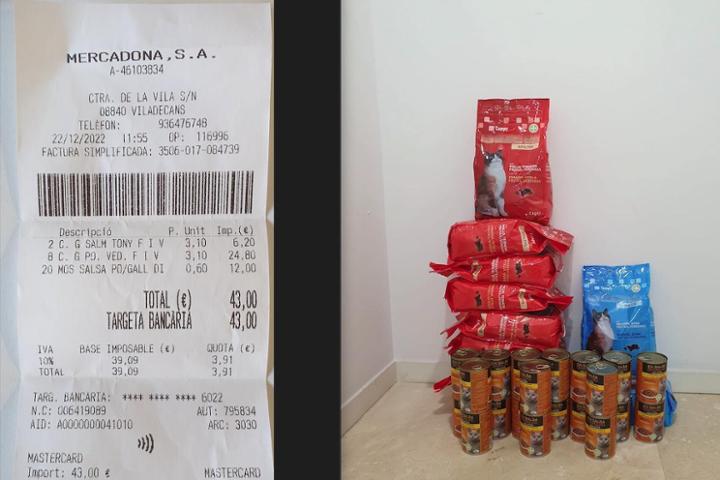 MERCADONA,S.A.
A-46103834
CTRA. DE LA VILA S/N
08840 VILADECANS
TELÈFON: 936476748
22/12/2022 11:55 OP: 116996
FACTURA SIMPLIFICADA: 3506-017-084739
Descripció P. Unit Imp.(€)
2 C. G SALM TONY F I V 3,10 6,20
8 C. G PO. VED. F I V 3,10 24,80
20 MOS SALSA PO/GALL DI 0,60 12,00
TOTAL (€) 43,00
TARGETA BANCÀRIA 43,00
IVA BASE IMPOSABLE (€) QUOTA (€)
10% 39,09 3,91
TOTAL 39,09 3,91
TARG. BANCÀRIA: **** **** **** 6022
N.C: 006419089 AUT: 795834
AID: A0000000041010 ARC: 3030
MASTERCARD
Import: 43,00 € MASTERCARD